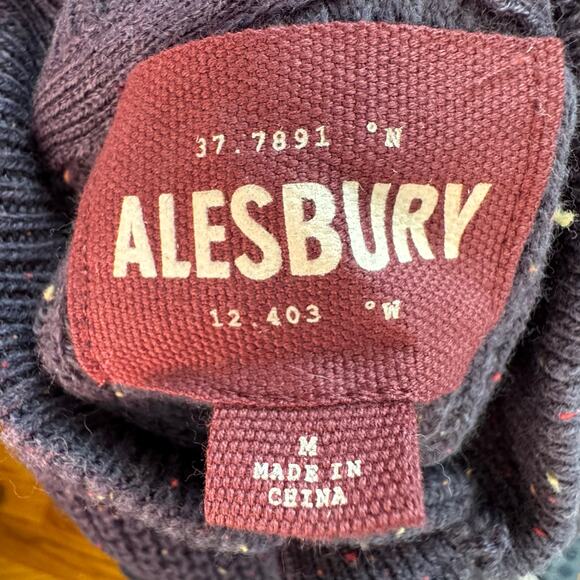 37.7891 °N
ALESBURY
12.403 °W
M
MADE IN
CHINA